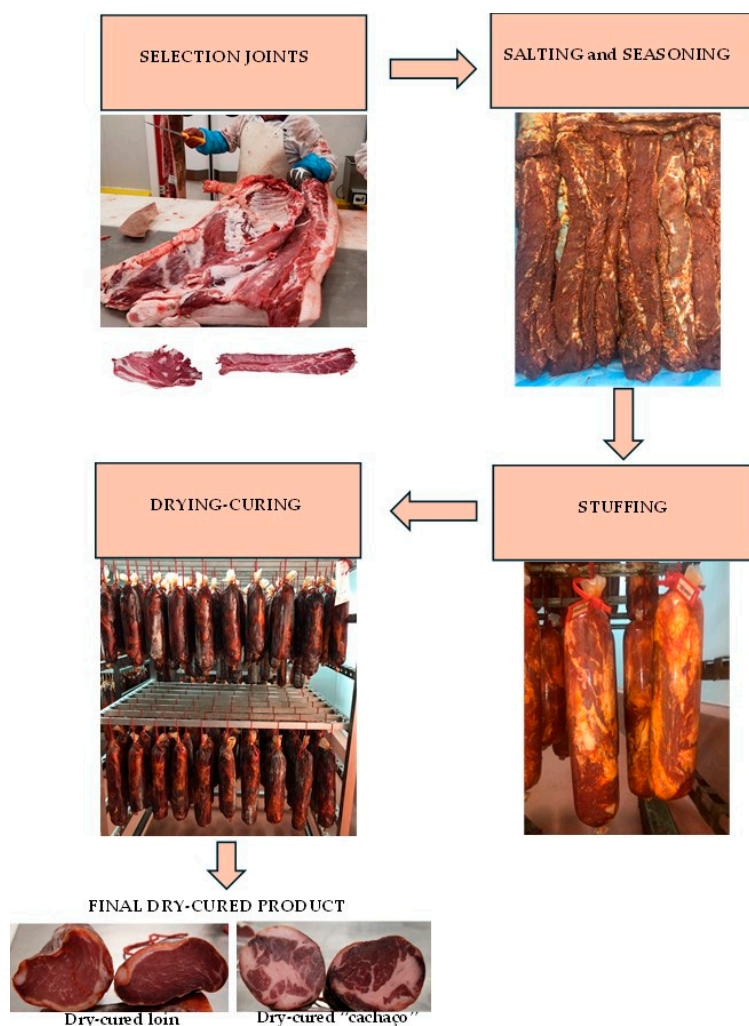 SELECTION JOINTS
SALTING and SEASONING
DRYING-CURING
STUFFING
FINAL DRY-CURED PRODUCT
Dry-cured loin
Dry-cured "cachaço"